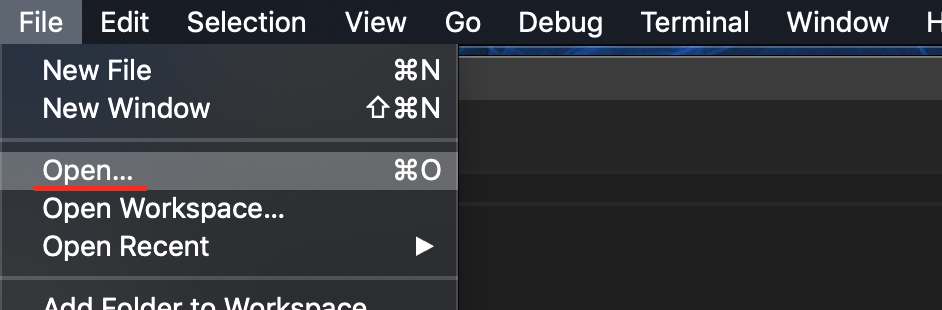 File Edit Selection View Go Debug Terminal Window H
New File ⌘N
New Window ⇧⌘N
Open... ⌘O
Open Workspace...
Open Recent ▶
Add Folder to Workspace